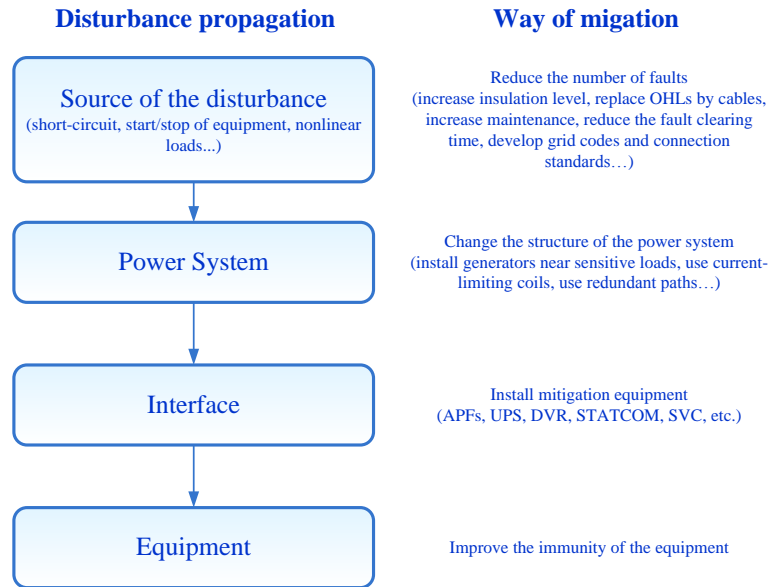 Disturbance propagation
Way of migation
Source of the disturbance
(short-circuit, start/stop of equipment, nonlinear
loads...)
Reduce the number of faults
(increase insulation level, replace OHLs by cables,
increase maintenance, reduce the fault clearing
time, develop grid codes and connection
standards…)
Power System
Change the structure of the power system
(install generators near sensitive loads, use current-
limiting coils, use redundant paths…)
Interface
Install mitigation equipment
(APFs, UPS, DVR, STATCOM, SVC, etc.)
Equipment
Improve the immunity of the equipment